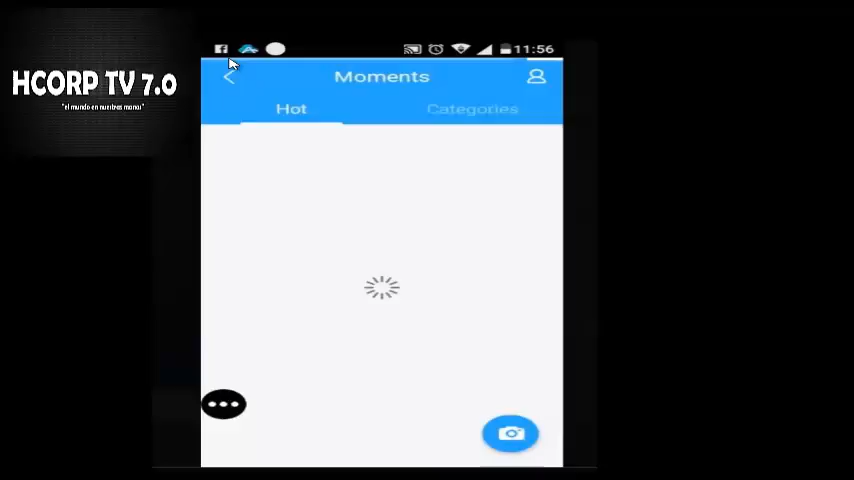 HCORP TV 7.0
"el mundo en nuestras manos"
11:56
Moments
Hot
Categories